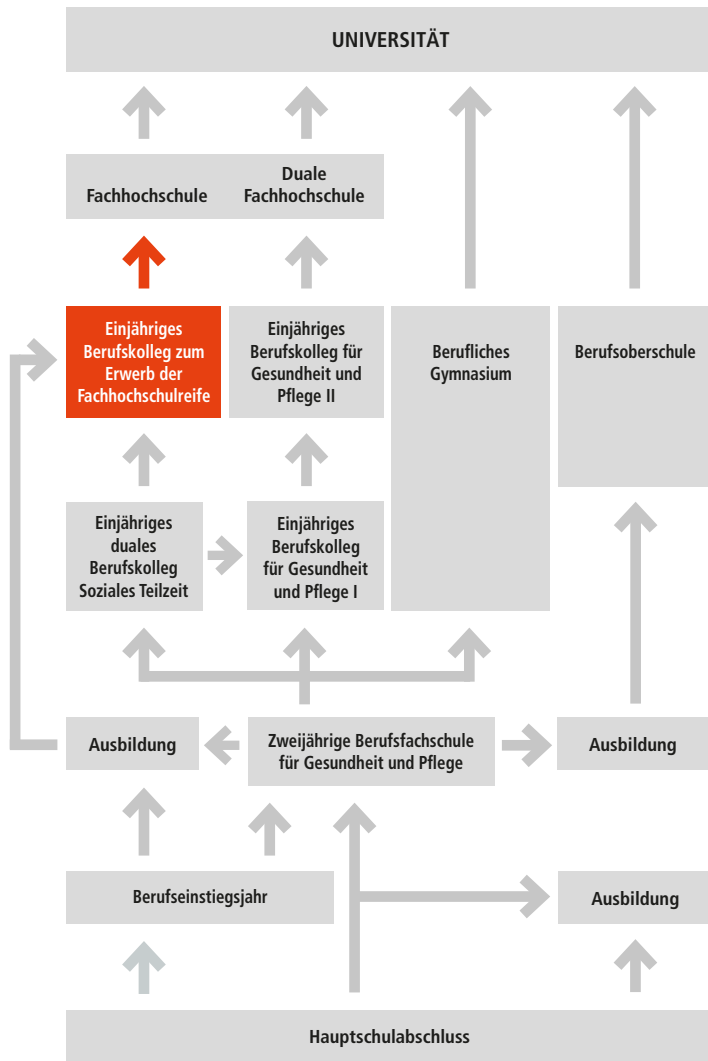 UNIVERSITÄT
Fachhochschule
Duale
Fachhochschule
Einjähriges
Berufskolleg zum
Erwerb der
Fachhochschulreife
Einjähriges
Berufskolleg für
Gesundheit und
Pflege II
Berufliches
Gymnasium
Berufsoberschule
Einjähriges
duales
Berufskolleg
Soziales Teilzeit
Einjähriges
Berufskolleg
für Gesundheit
und Pflege I
Ausbildung
Zweijährige Berufsfachschule
für Gesundheit und Pflege
Ausbildung
Berufseinstiegsjahr
Ausbildung
Hauptschulabschluss